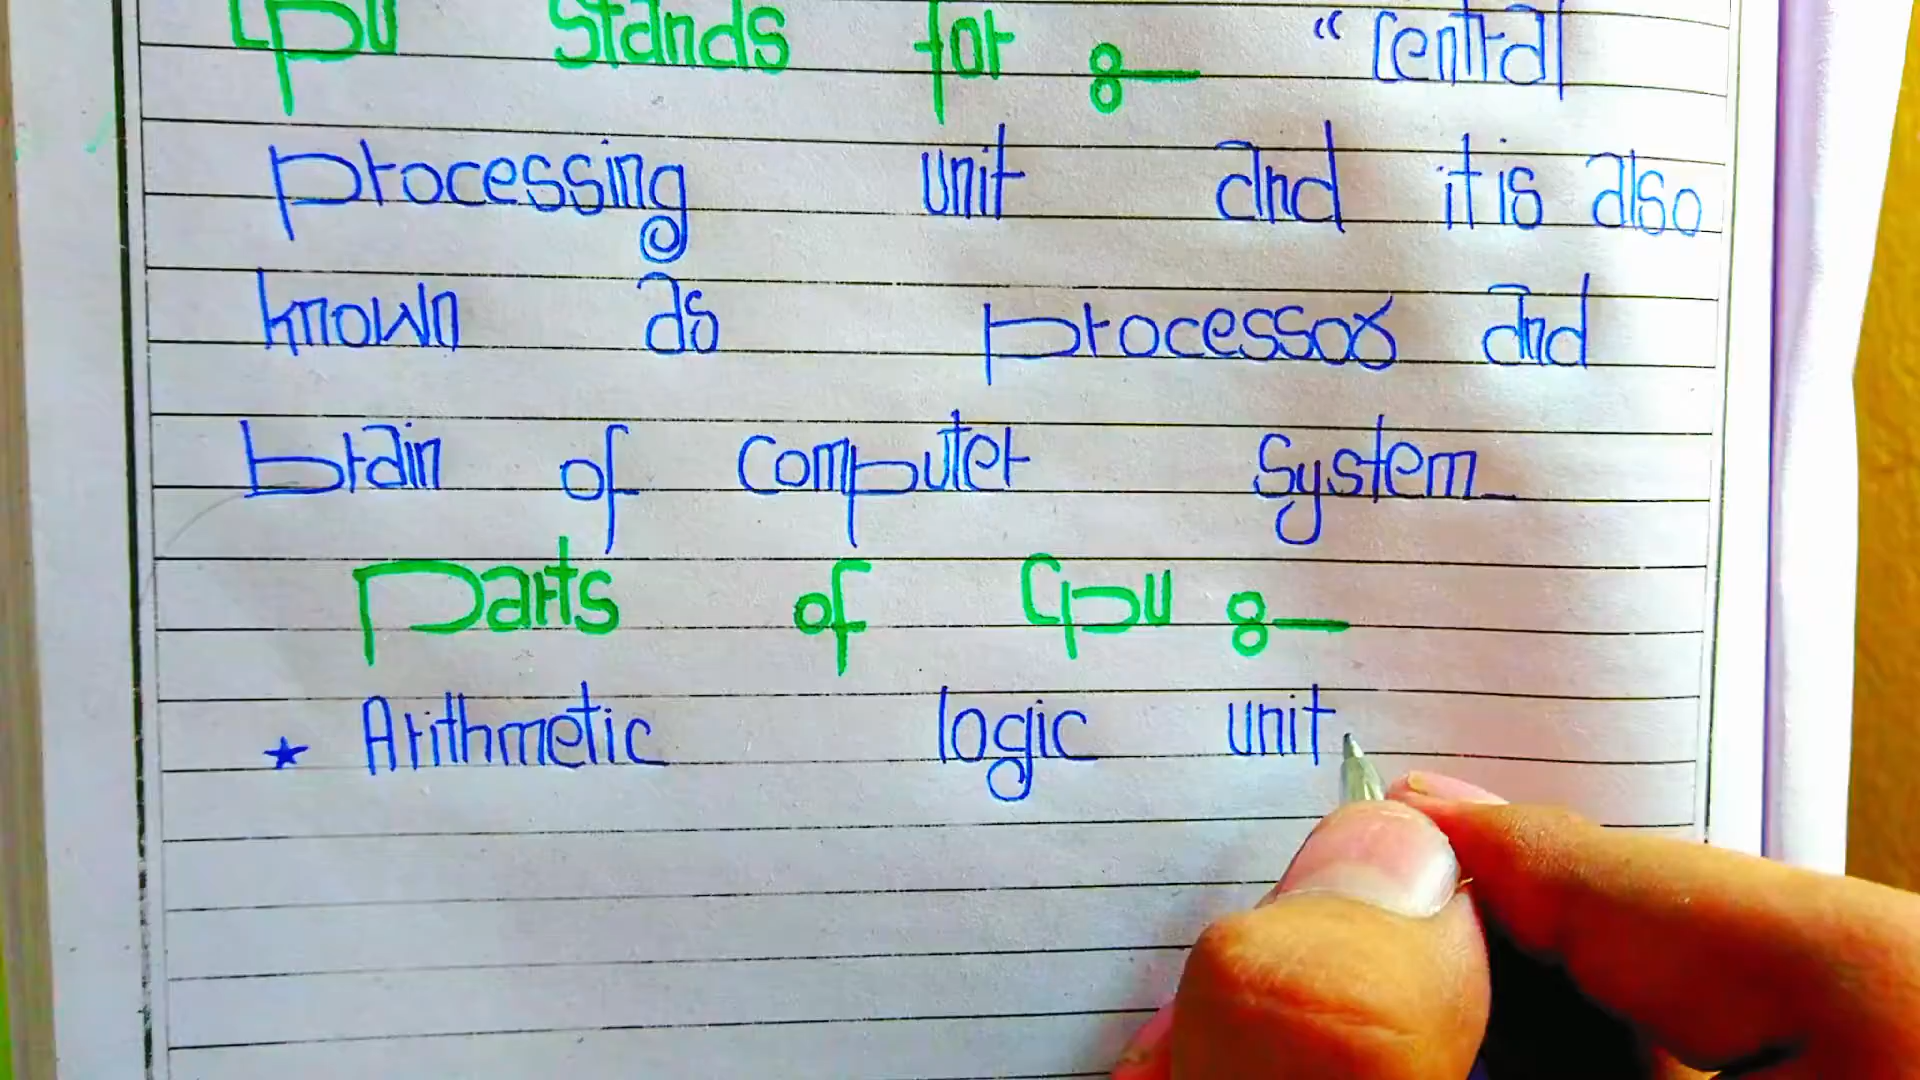 CPU stands for :- “Central
processing unit and it is also
known as processor and
brain of computer system
Parts of CPU :-
★ Arithmetic logic unit